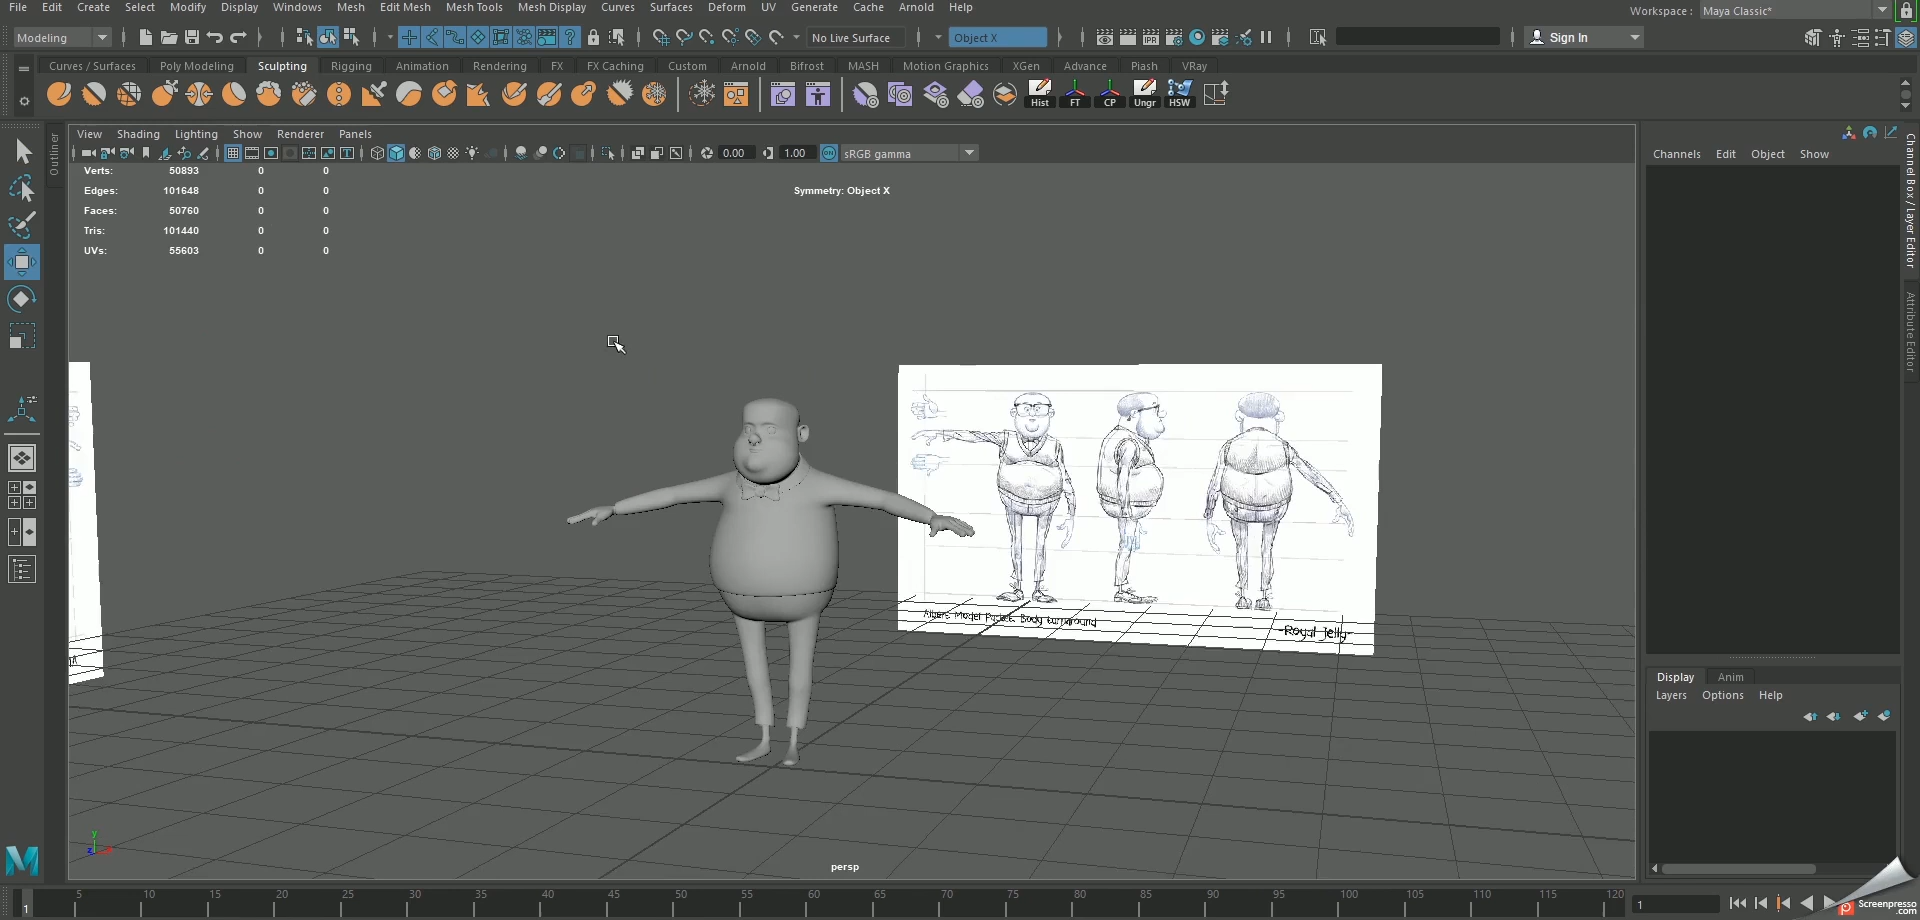 File Edit Create Select Modify Display Windows Mesh Edit Mesh Mesh Tools Mesh Display Curves Surfaces Deform UV Generate Cache Arnold Help
Workspace : Maya Classic*
Modeling No Live Surface Object X Sign In
Curves / Surfaces Poly Modeling Sculpting Rigging Animation Rendering FX FX Caching Custom Arnold Bifrost MASH Motion Graphics XGen Advance Piash VRay
Hist FT CP Ungr HSW
Outliner
View Shading Lighting Show Renderer Panels
0.00 1.00 ON sRGB gamma
Verts: 50893 0 0
Edges: 101648 0 0
Faces: 50760 0 0
Tris: 101440 0 0
UVs: 55603 0 0
Symmetry: Object X
Body turnaround
-Royal Jelly-
persp
y
z
Channels Edit Object Show
Channel Box / Layer Editor
Attribute Editor
Display Anim
Layers Options Help
1 5 10 15 20 25 30 35 40 45 50 55 60 65 70 75 80 85 90 95 100 105 110 115 120
1
Screenpresso
.com